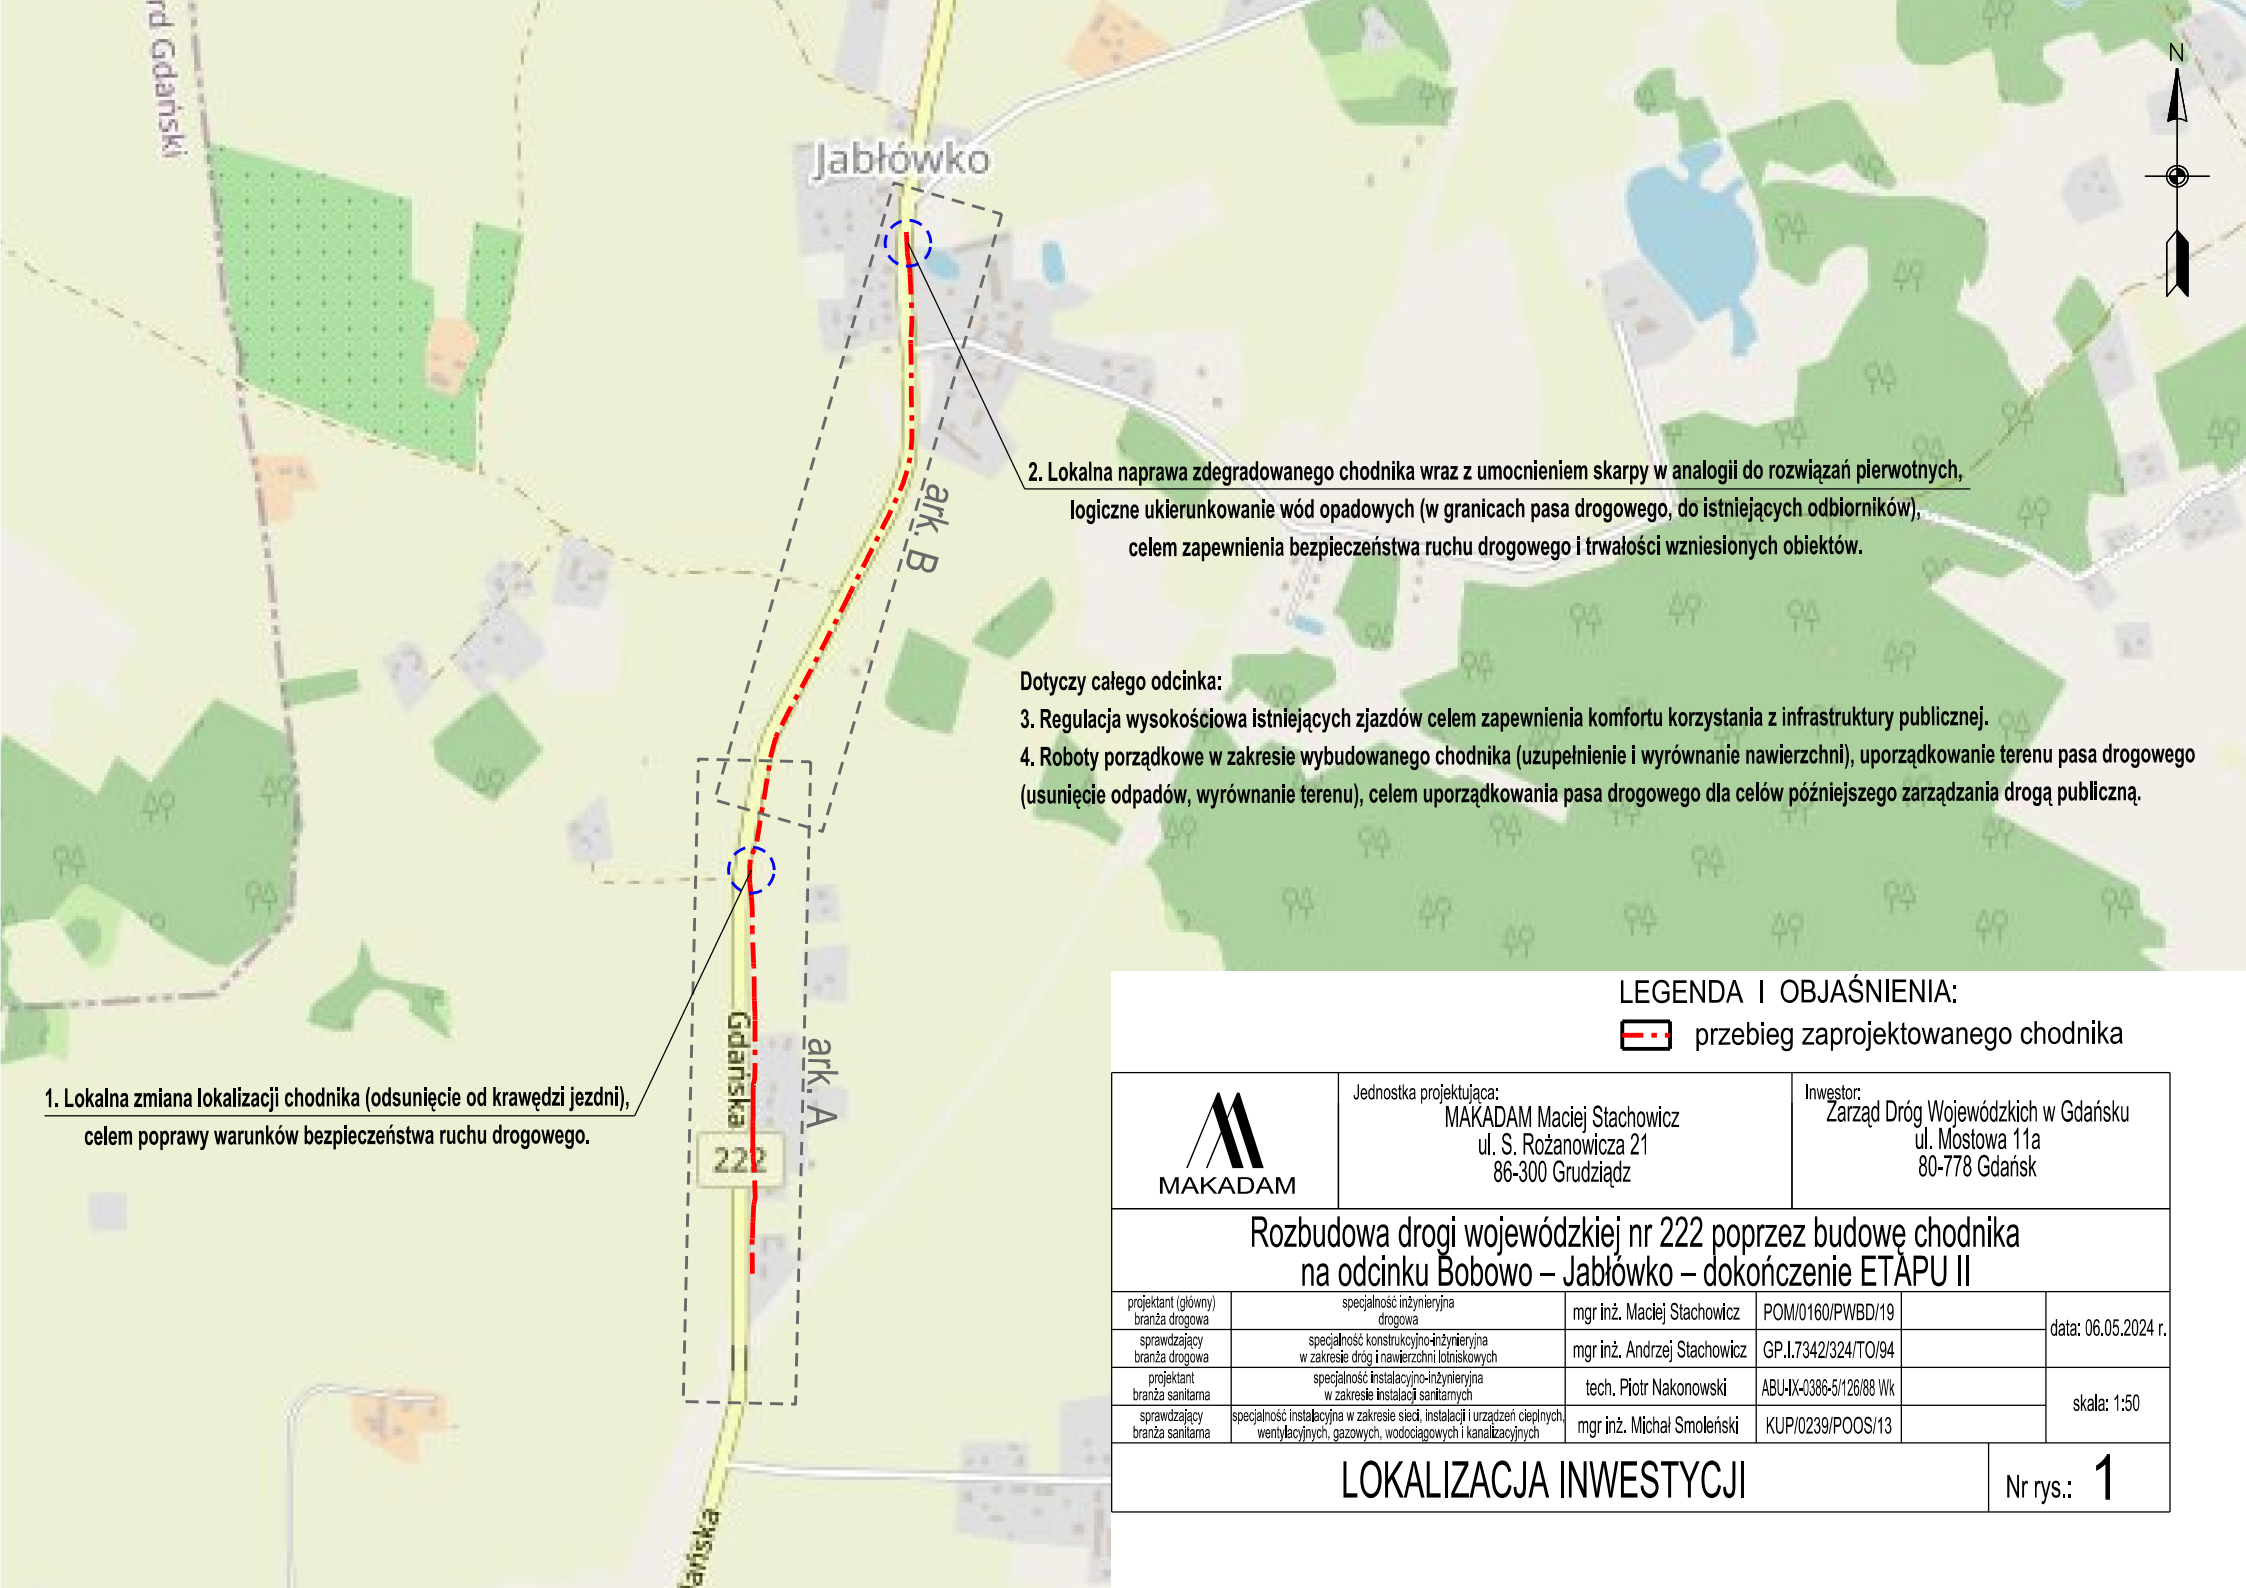 rd Gdański
Jabłówko
N
ark. B
2. Lokalna naprawa zdegradowanego chodnika wraz z umocnieniem skarpy w analogii do rozwiązań pierwotnych,
logiczne ukierunkowanie wód opadowych (w granicach pasa drogowego, do istniejących odbiorników),
celem zapewnienia bezpieczeństwa ruchu drogowego i trwałości wzniesionych obiektów.
Dotyczy całego odcinka:
3. Regulacja wysokościowa istniejących zjazdów celem zapewnienia komfortu korzystania z infrastruktury publicznej.
4. Roboty porządkowe w zakresie wybudowanego chodnika (uzupełnienie i wyrównanie nawierzchni), uporządkowanie terenu pasa drogowego
(usunięcie odpadów, wyrównanie terenu), celem uporządkowania pasa drogowego dla celów późniejszego zarządzania drogą publiczną.
Gdańska
ark. A
1. Lokalna zmiana lokalizacji chodnika (odsunięcie od krawędzi jezdni),
celem poprawy warunków bezpieczeństwa ruchu drogowego.
222
ańska
LEGENDA I OBJAŚNIENIA:
przebieg zaprojektowanego chodnika
MAKADAM
Jednostka projektująca:
MAKADAM Maciej Stachowicz
ul. S. Rożanowicza 21
86-300 Grudziądz
Inwestor:
Zarząd Dróg Wojewódzkich w Gdańsku
ul. Mostowa 11a
80-778 Gdańsk
Rozbudowa drogi wojewódzkiej nr 222 poprzez budowę chodnika
na odcinku Bobowo – Jabłówko – dokończenie ETAPU II
projektant (główny)
branża drogowa
specjalność inżynieryjna
drogowa
mgr inż. Maciej Stachowicz
POM/0160/PWBD/19
data: 06.05.2024 r.
sprawdzający
branża drogowa
specjalność konstrukcyjno-inżynieryjna
w zakresie dróg i nawierzchni lotniskowych
mgr inż. Andrzej Stachowicz
GP.I.7342/324/TO/94
projektant
branża sanitarna
specjalność instalacyjno-inżynieryjna
w zakresie instalacji sanitarnych
tech. Piotr Nakonowski
ABU-IX-0386-5/126/88 Wk
skala: 1:50
sprawdzający
branża sanitarna
specjalność instalacyjna w zakresie sieci, instalacji i urządzeń cieplnych,
wentylacyjnych, gazowych, wodociągowych i kanalizacyjnych
mgr inż. Michał Smoleński
KUP/0239/POOS/13
LOKALIZACJA INWESTYCJI
Nr rys.: 1